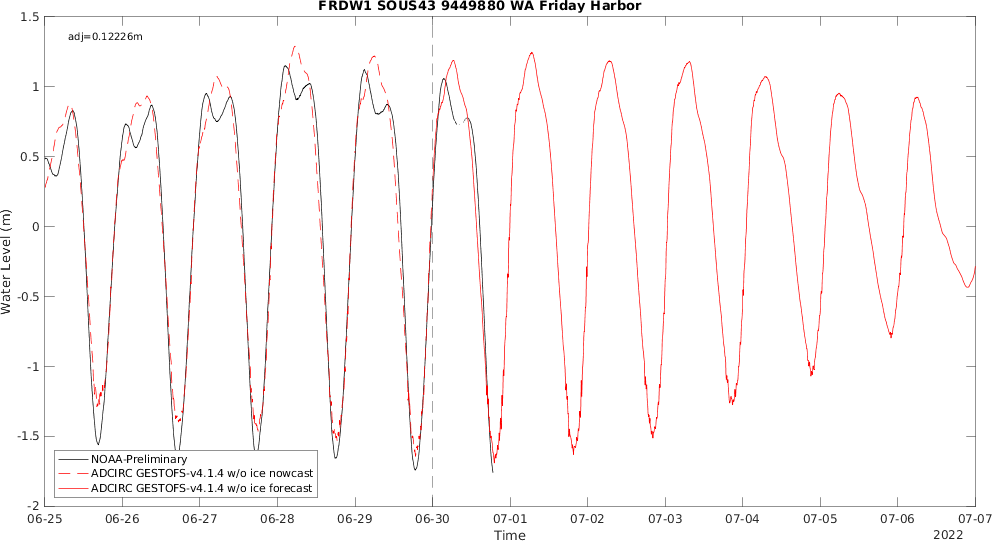 FRDW1 SOUS43 9449880 WA Friday Harbor
adj=0.12226m
1.5
1
0.5
0
-0.5
-1
-1.5
-2
Water Level (m)
NOAA-Preliminary
ADCIRC GESTOFS-v4.1.4 w/o ice nowcast
ADCIRC GESTOFS-v4.1.4 w/o ice forecast
06-25 06-26 06-27 06-28 06-29 06-30 07-01 07-02 07-03 07-04 07-05 07-06 07-07
Time
2022